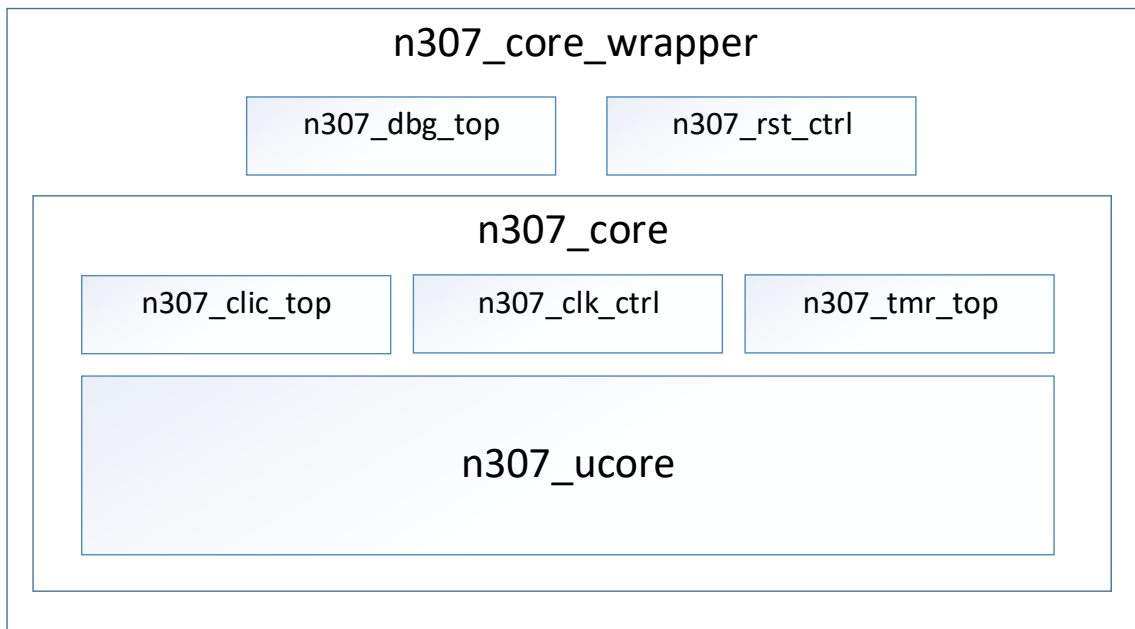 n307_core_wrapper
n307_dbg_top
n307_rst_ctrl
n307_core
n307_clic_top
n307_clk_ctrl
n307_tmr_top
n307_ucore